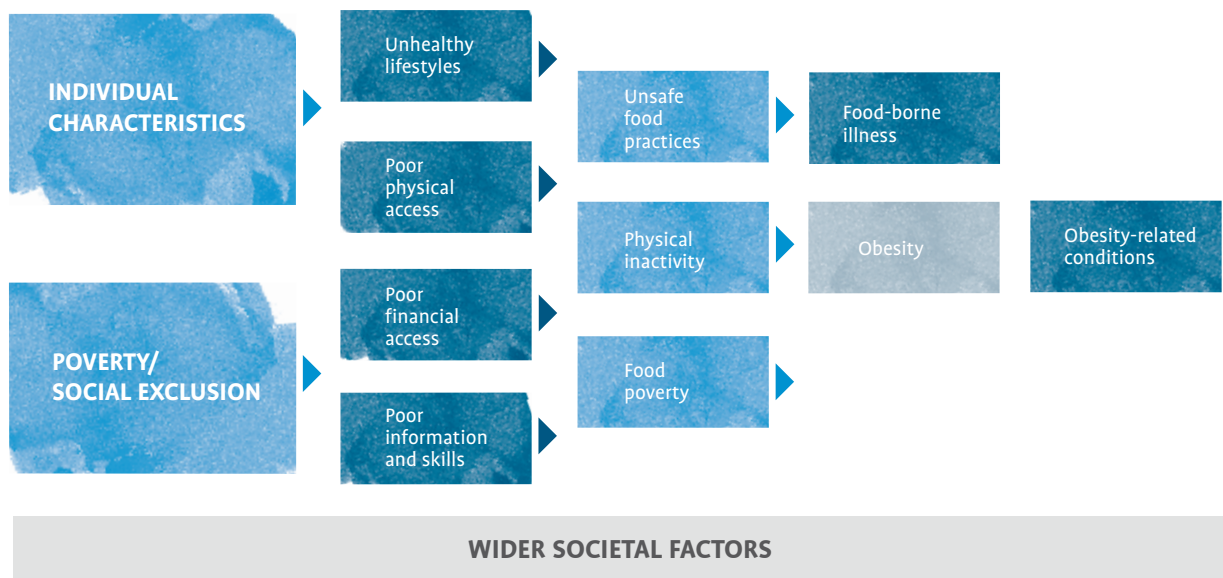 INDIVIDUAL
CHARACTERISTICS
POVERTY/
SOCIAL EXCLUSION
Unhealthy
lifestyles
Poor
physical
access
Poor
financial
access
Poor
information
and skills
Unsafe
food
practices
Physical
inactivity
Food
poverty
Food-borne
illness
Obesity
Obesity-related
conditions
WIDER SOCIETAL FACTORS